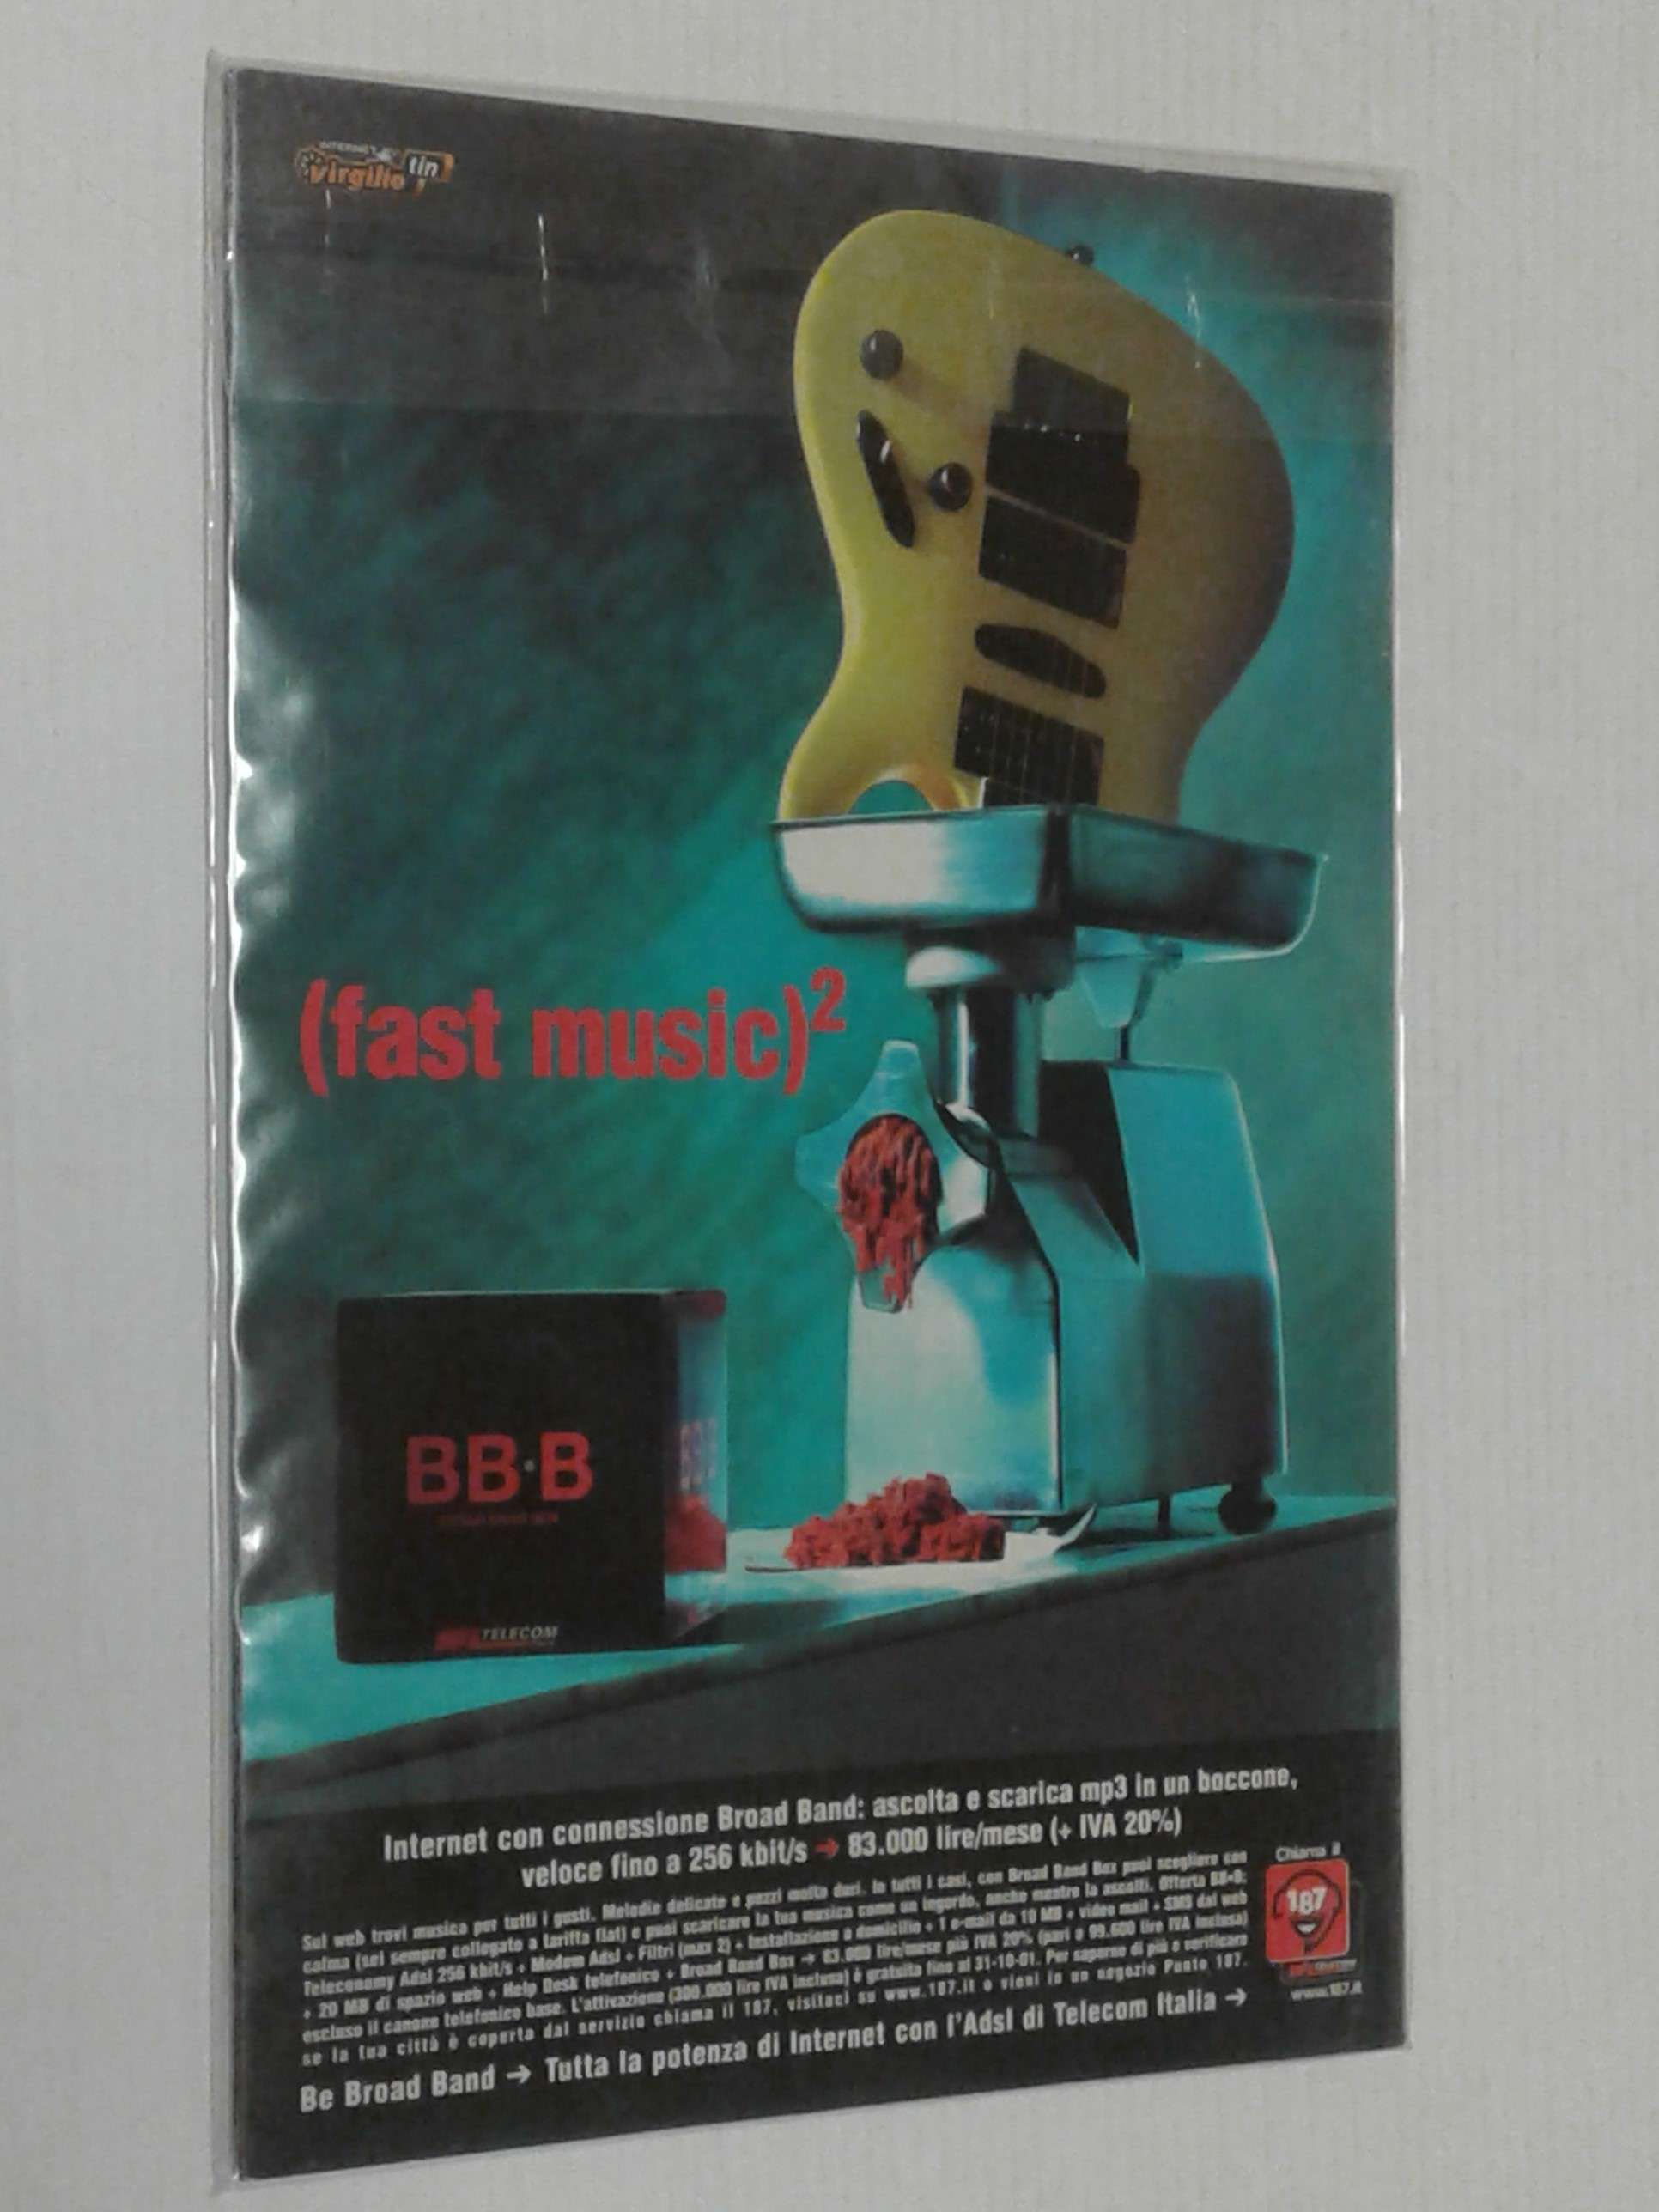 INTERNET BY
Virgilio tin
(fast music)²
BB·B
BB·B
TELECOM
Internet con connessione Broad Band: ascolta e scarica mp3 in un boccone,
veloce fino a 256 kbit/s → 83.000 lire/mese (+ IVA 20%)
Sul web trovi musica per tutti i gusti. Melodie delicate e pezzi molto duri. In tutti i casi, con Broad Band Box puoi scegliere con
calma (sei sempre collegato a tariffa flat) e puoi scaricare la tua musica come un ingordo, anche mentre la ascolti. Offerta BB•B:
Teleconomy Adsl 256 kbit/s + Modem Adsl + Filtri (max 2) + Installazione a domicilio + 1 e-mail da 10 MB + video mail + SMS dal web
+ 20 MB di spazio web + Help Desk telefonico + Broad Band Box → 83.000 lire/mese più IVA 20% (pari a 99.600 lire IVA inclusa)
escluso il canone telefonico base. L'attivazione (300.000 lire IVA inclusa) è gratuita fino al 31-10-01. Per saperne di più e verificare
se la tua città è coperta dal servizio chiama il 187, visitaci su www.187.it o vieni in un negozio Punto 187.
Be Broad Band → Tutta la potenza di Internet con l'Adsl di Telecom Italia →
Chiama il
187
TELECOM
www.187.it